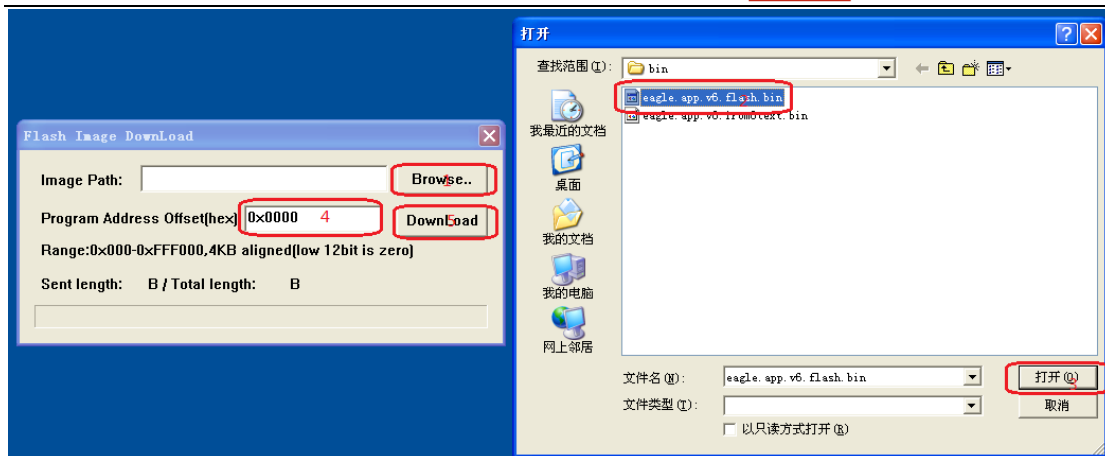 Flash Image DownLoad
Image Path:
Browse..
1
Program Address Offset(hex)
0x0000
4
DownLoad
5
Range:0x000-0xFFF000,4KB aligned(low 12bit is zero)
Sent length: B / Total length: B
打开
查找范围(I):
bin
我最近的文档
桌面
我的文档
我的电脑
网上邻居
eagle.app.v6.flash.bin
2
eagle.app.v6.irom0text.bin
文件名(N):
eagle.app.v6.flash.bin
打开(O)
3
文件类型(T):
取消
以只读方式打开(R)